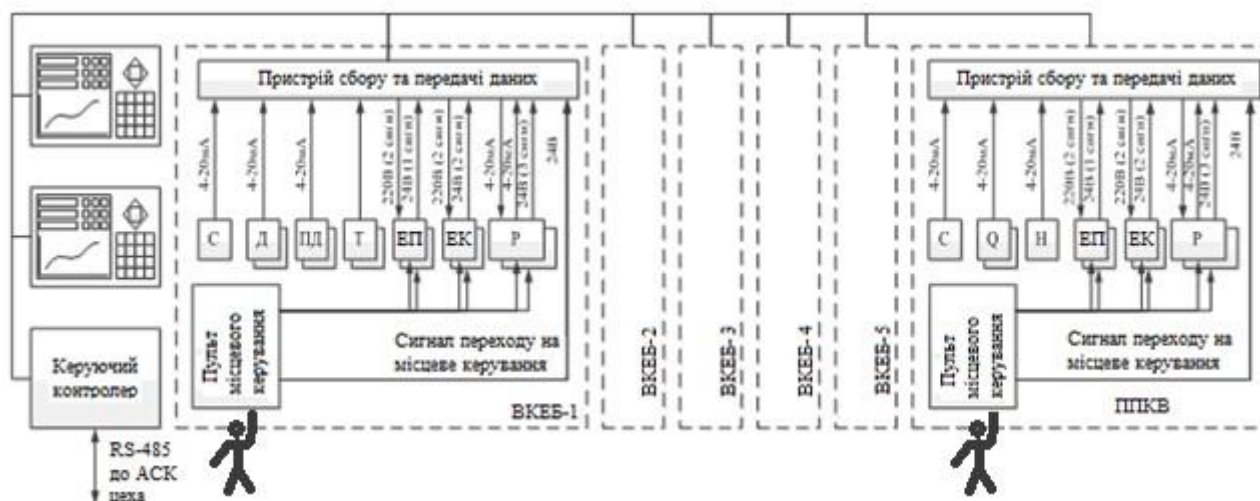 Пристрій сбору та передачі даних
4-20мА
4-20мА
4-20мА
220В (2 сигн)
24В (1 сигн)
220В (2 сигн)
24В (2 сигн)
4-20мА
4-20мА
24В (3 сигн)
24В
С
Д
ПД
Т
ЕП
ЕК
Р
Пульт
місцевого
керування
Сигнал переходу на
місцеве керування
ВКЕБ-1
ВКЕБ-2
ВКЕБ-3
ВКЕБ-4
ВКЕБ-5
Пристрій сбору та передачі даних
4-20мА
4-20мА
4-20мА
220В (2 сигн)
24В (1 сигн)
220В (2 сигн)
24В (2 сигн)
4-20мА
4-20мА
24В (3 сигн)
24В
С
Q
Н
ЕП
ЕК
Р
Пульт
місцевого
керування
Сигнал переходу на
місцеве керування
ППКВ
Керуючий
контролер
RS-485
до АСК
цеха